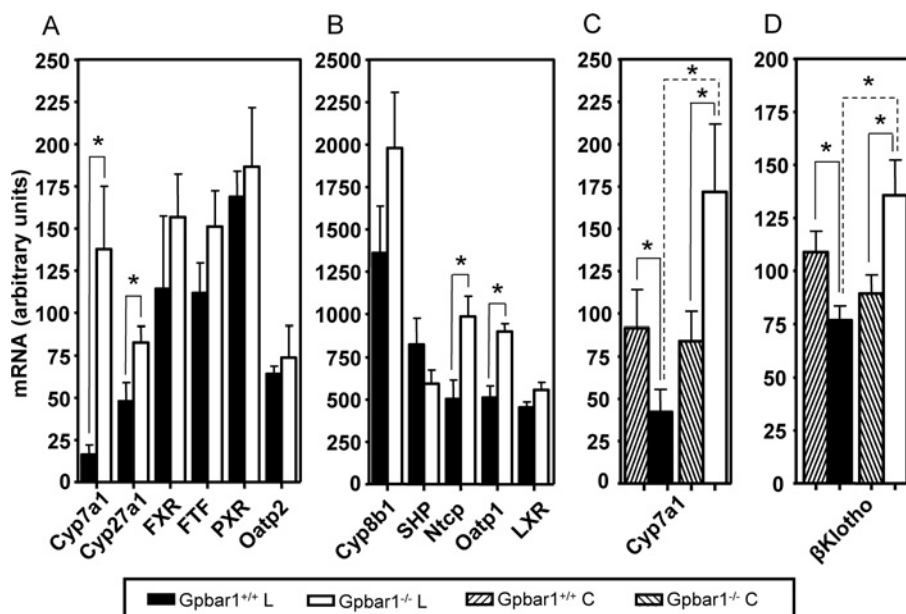 A
B
C
D
mRNA (arbitrary units)
250
225
200
175
150
125
100
75
50
25
0
*
*
Cyp7a1
Cyp27a1
FXR
FTF
PXR
Oatp2
2500
2250
2000
1750
1500
1250
1000
750
500
250
0
*
*
Cyp8b1
SHP
Ntcp
Oatp1
LXR
250
225
200
175
150
125
100
75
50
25
0
*
*
*
Cyp7a1
200
175
150
125
100
75
50
25
0
*
*
*
βKlotho
Gpbar1+/+ L
Gpbar1-/- L
Gpbar1+/+ C
Gpbar1-/- C